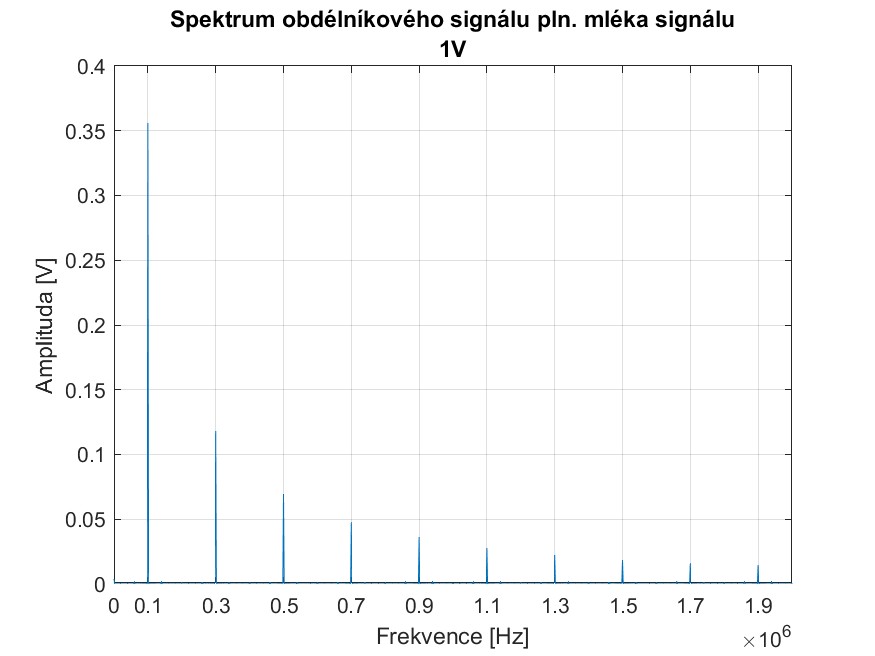 Spektrum obdélníkového signálu pln. mléka signálu
1V
0.4
0.35
0.3
0.25
0.2
0.15
0.1
0.05
0
Amplituda [V]
0 0.1 0.3 0.5 0.7 0.9 1.1 1.3 1.5 1.7 1.9
Frekvence [Hz]
×10⁶